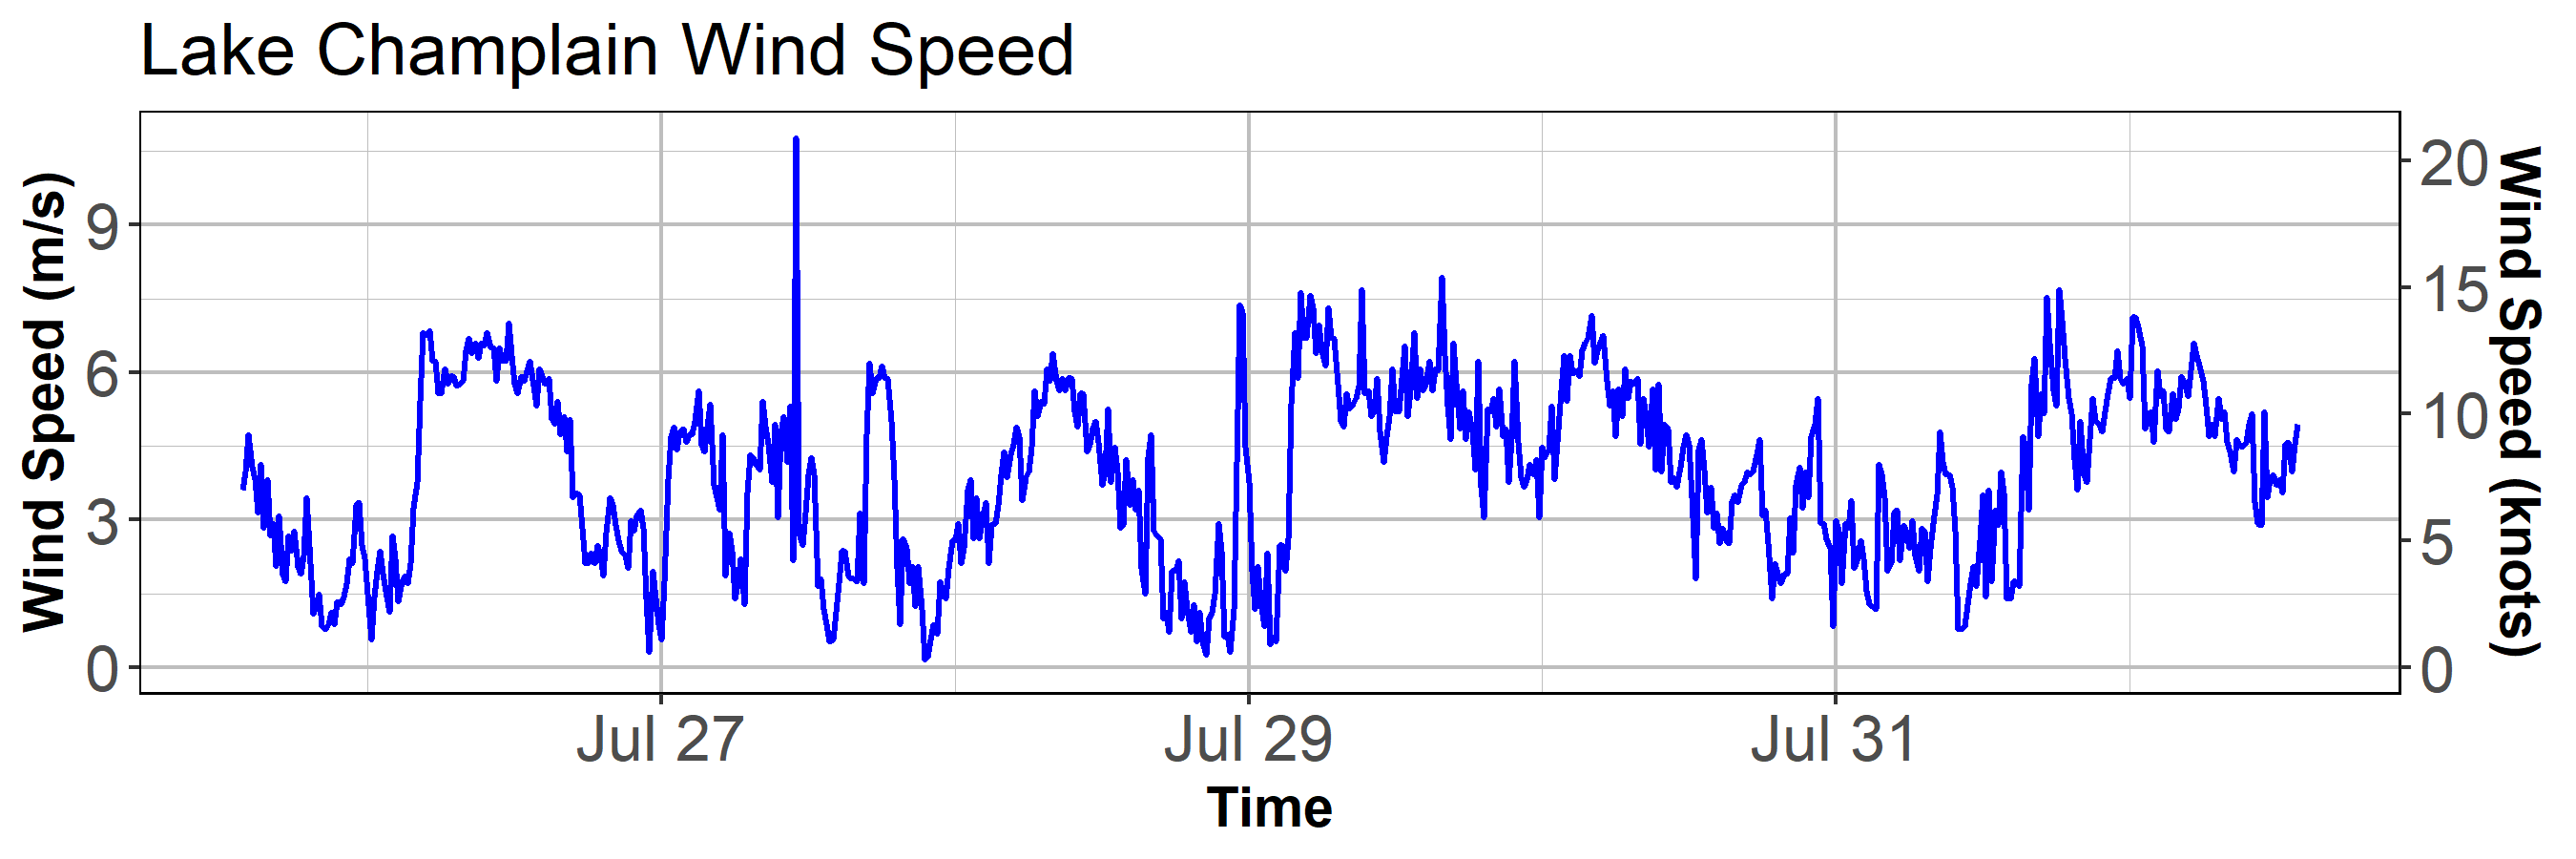 Lake Champlain Wind Speed
Wind Speed (m/s)
9
6
3
0
20
15
10
5
0
Wind Speed (knots)
Jul 27
Jul 29
Jul 31
Time